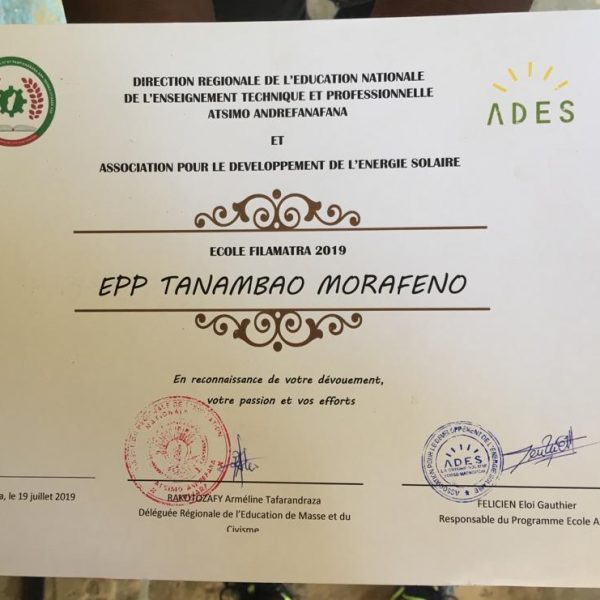 DIRECTION REGIONALE DE L'EDUCATION NATIONALE
DE L'ENSEIGNEMENT TECHNIQUE ET PROFESSIONNELLE
ATSIMO ANDREFANAFANA
ET
ASSOCIATION POUR LE DEVELOPPEMENT DE L'ENERGIE SOLAIRE
ADES
ECOLE FILAMATRA 2019
EPP TANAMBAO MORAFENO
En reconnaissance de votre dévouement,
votre passion et vos efforts
ADES
a, le 19 juillet 2019
RAKOTOZAFY Arméline Tafarandraza
Déléguée Régionale de l'Education de Masse et du
Civisme
FELICIEN Eloi Gauthier
Responsable du Programme Ecole A